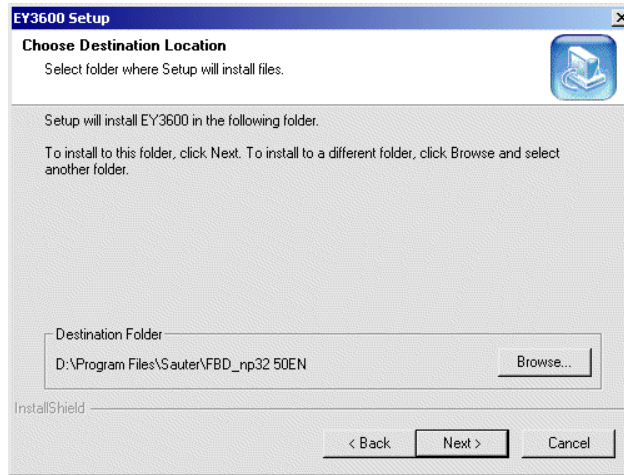 EY3600 Setup
Choose Destination Location
Select folder where Setup will install files.
Setup will install EY3600 in the following folder.
To install to this folder, click Next. To install to a different folder, click Browse and select
another folder.
Destination Folder
D:\Program Files\Sauter\FBD_np32 50EN
Browse...
InstallShield
< Back
Next >
Cancel